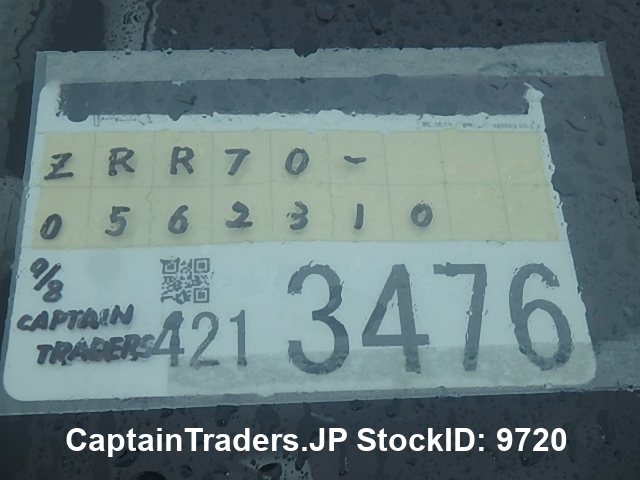 ZRR70-
0562310
9/8
CAPTAIN
TRADERS
421 3476
CaptainTraders.JP StockID: 9720